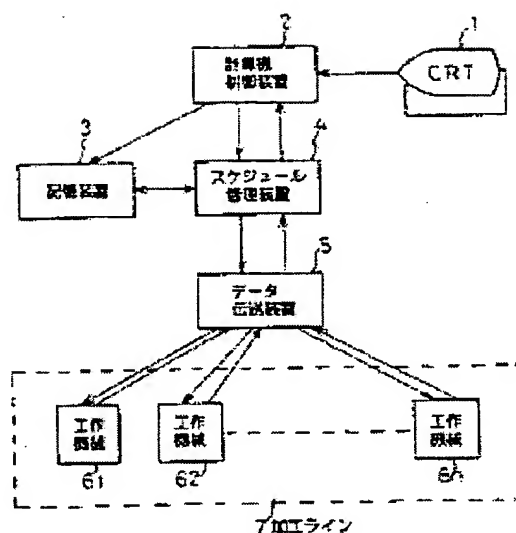 2
1
計算機
制御装置
CRT
3
4
記憶装置
スケジュール
管理装置
5
データ
伝送装置
工作
機械
工作
機械
工作
機械
61
62
6n
7加工ライン